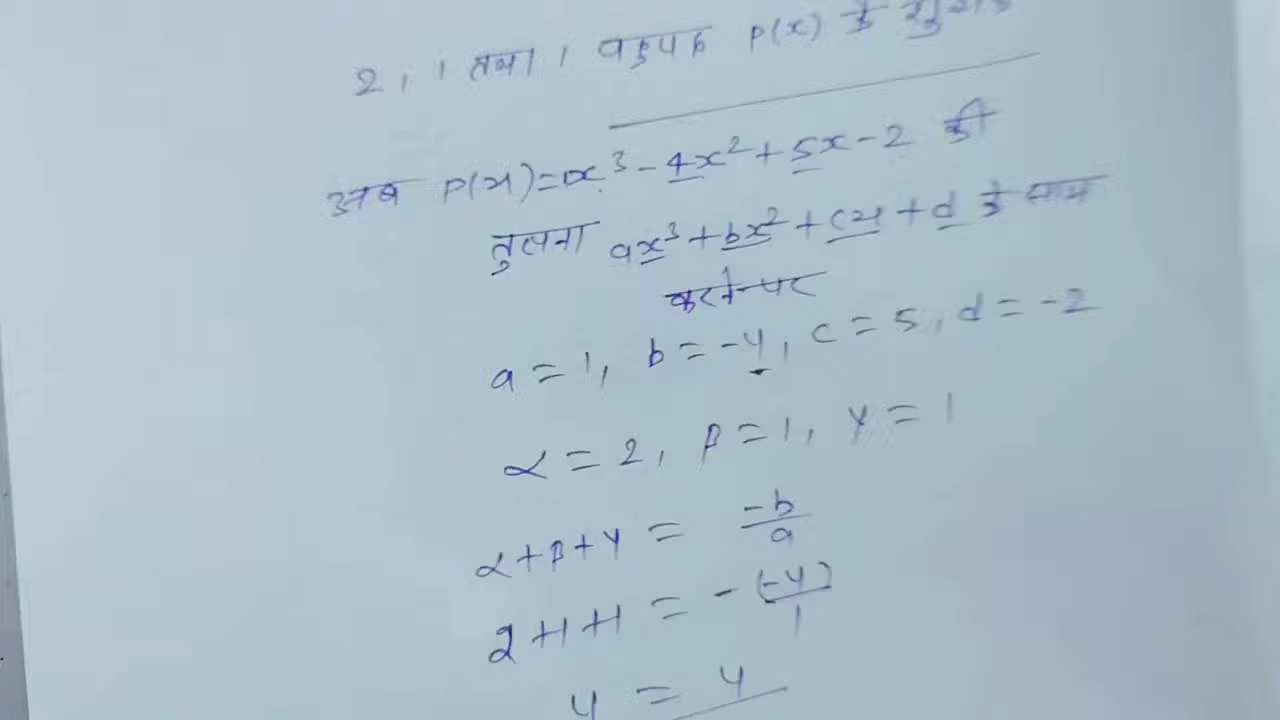 2, 1 तथा 1 बहुपद P(x) के शून्यक
अब P(x)=x³-4x²+5x-2 की
तुलना ax³+bx²+cx+d के साथ
करने पर
a=1, b=-4, c=5, d=-2
α=2, β=1, γ=1
α+β+γ = -b/a
2+1+1 = -(-4)/1
4 = 4